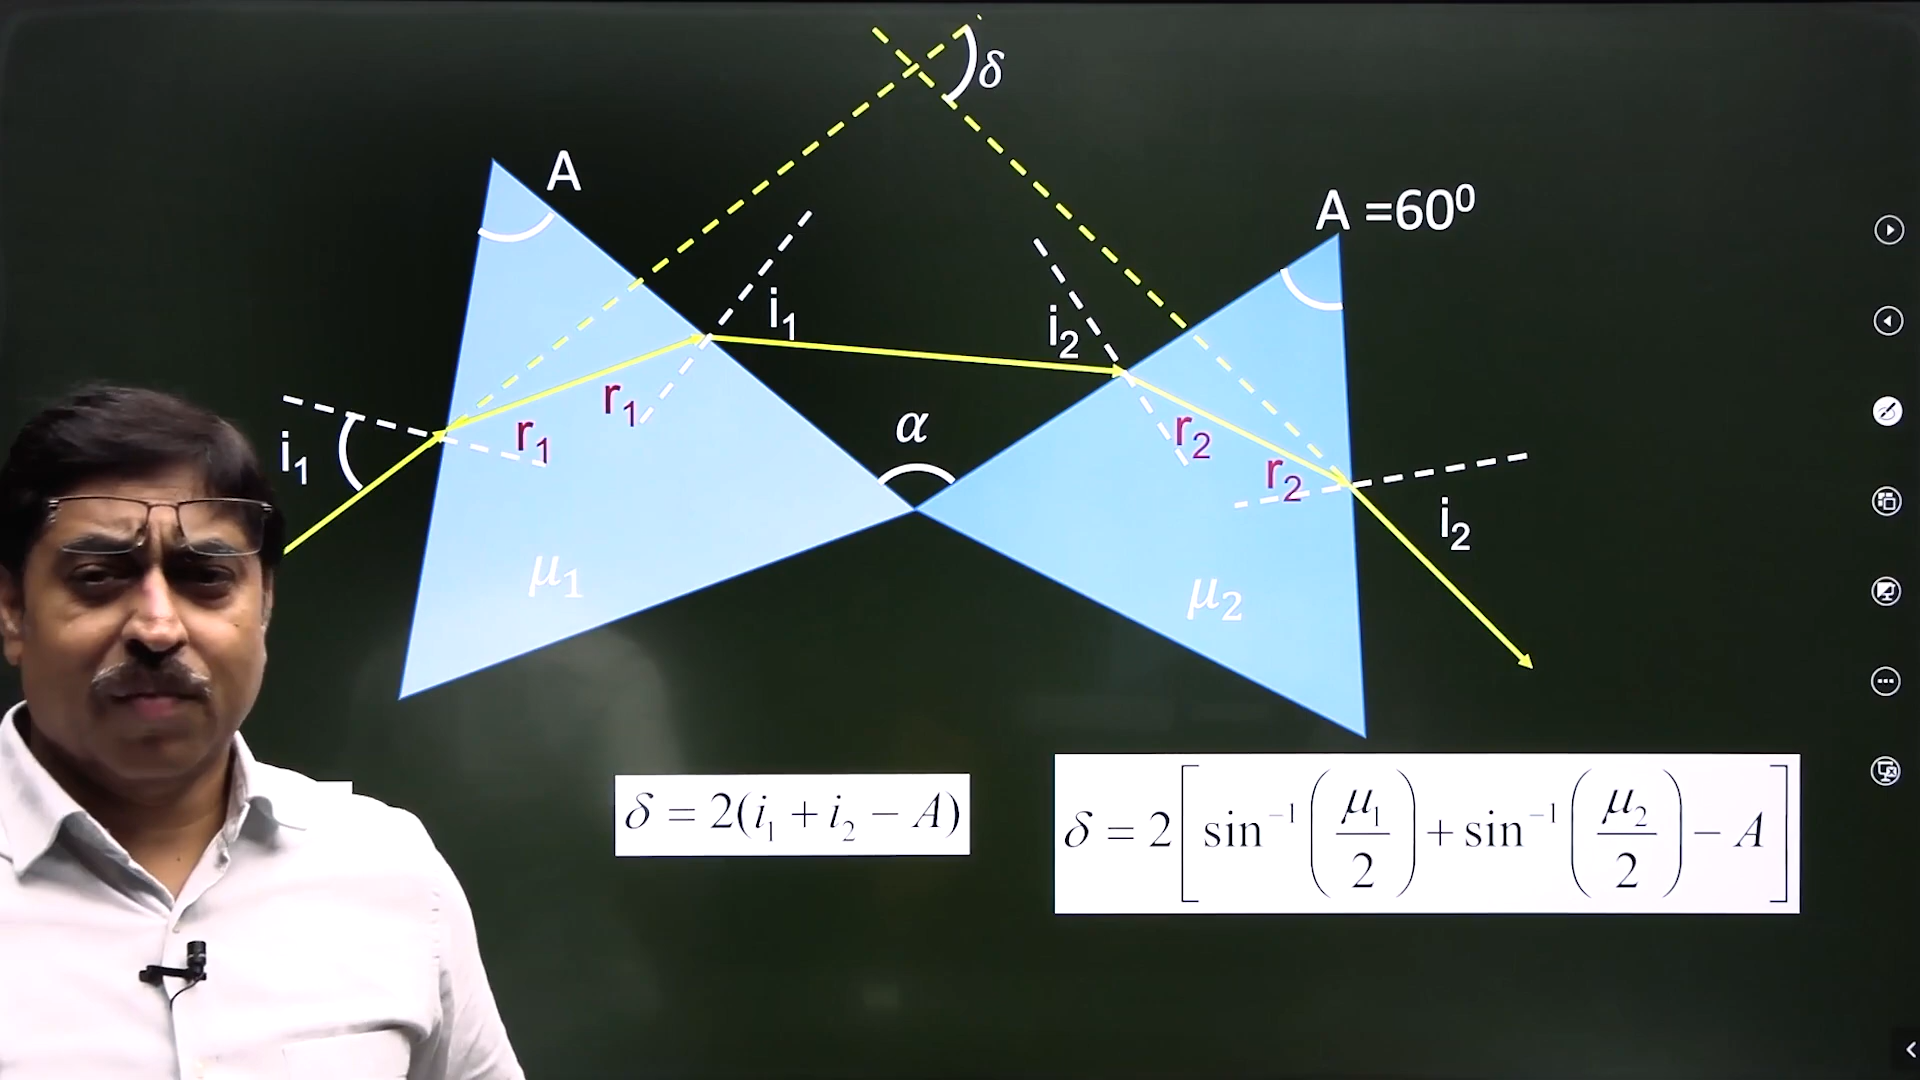 δ
A
A =60⁰
i₁
i₂
r₁
α
r₂
i₁
r₁
r₂
i₂
μ₁
μ₂
δ = 2(i₁ + i₂ − A)
δ = 2[sin⁻¹(μ₁/2) + sin⁻¹(μ₂/2) − A]